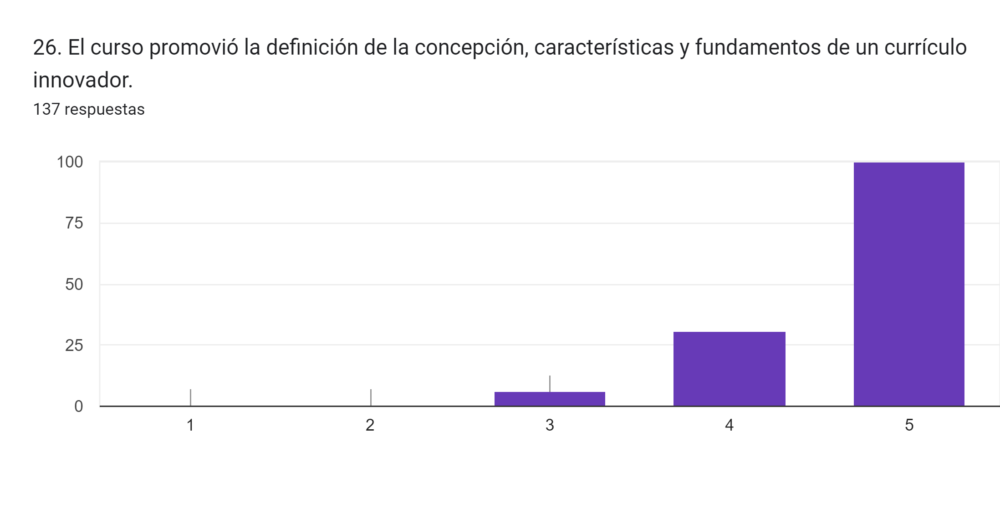 26. El curso promovió la definición de la concepción, características y fundamentos de un currículo
innovador.
137 respuestas
100
75
50
25
0
1 2 3 4 5